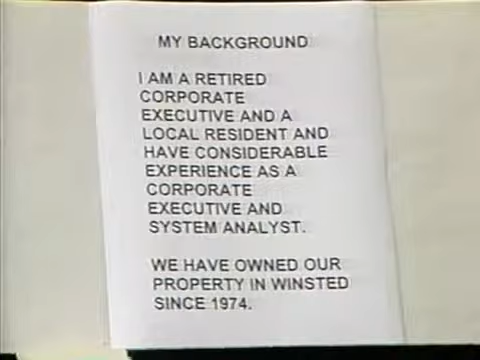 MY BACKGROUND
I AM A RETIRED
CORPORATE
EXECUTIVE AND A
LOCAL RESIDENT AND
HAVE CONSIDERABLE
EXPERIENCE AS A
CORPORATE
EXECUTIVE AND
SYSTEM ANALYST.
WE HAVE OWNED OUR
PROPERTY IN WINSTED
SINCE 1974.